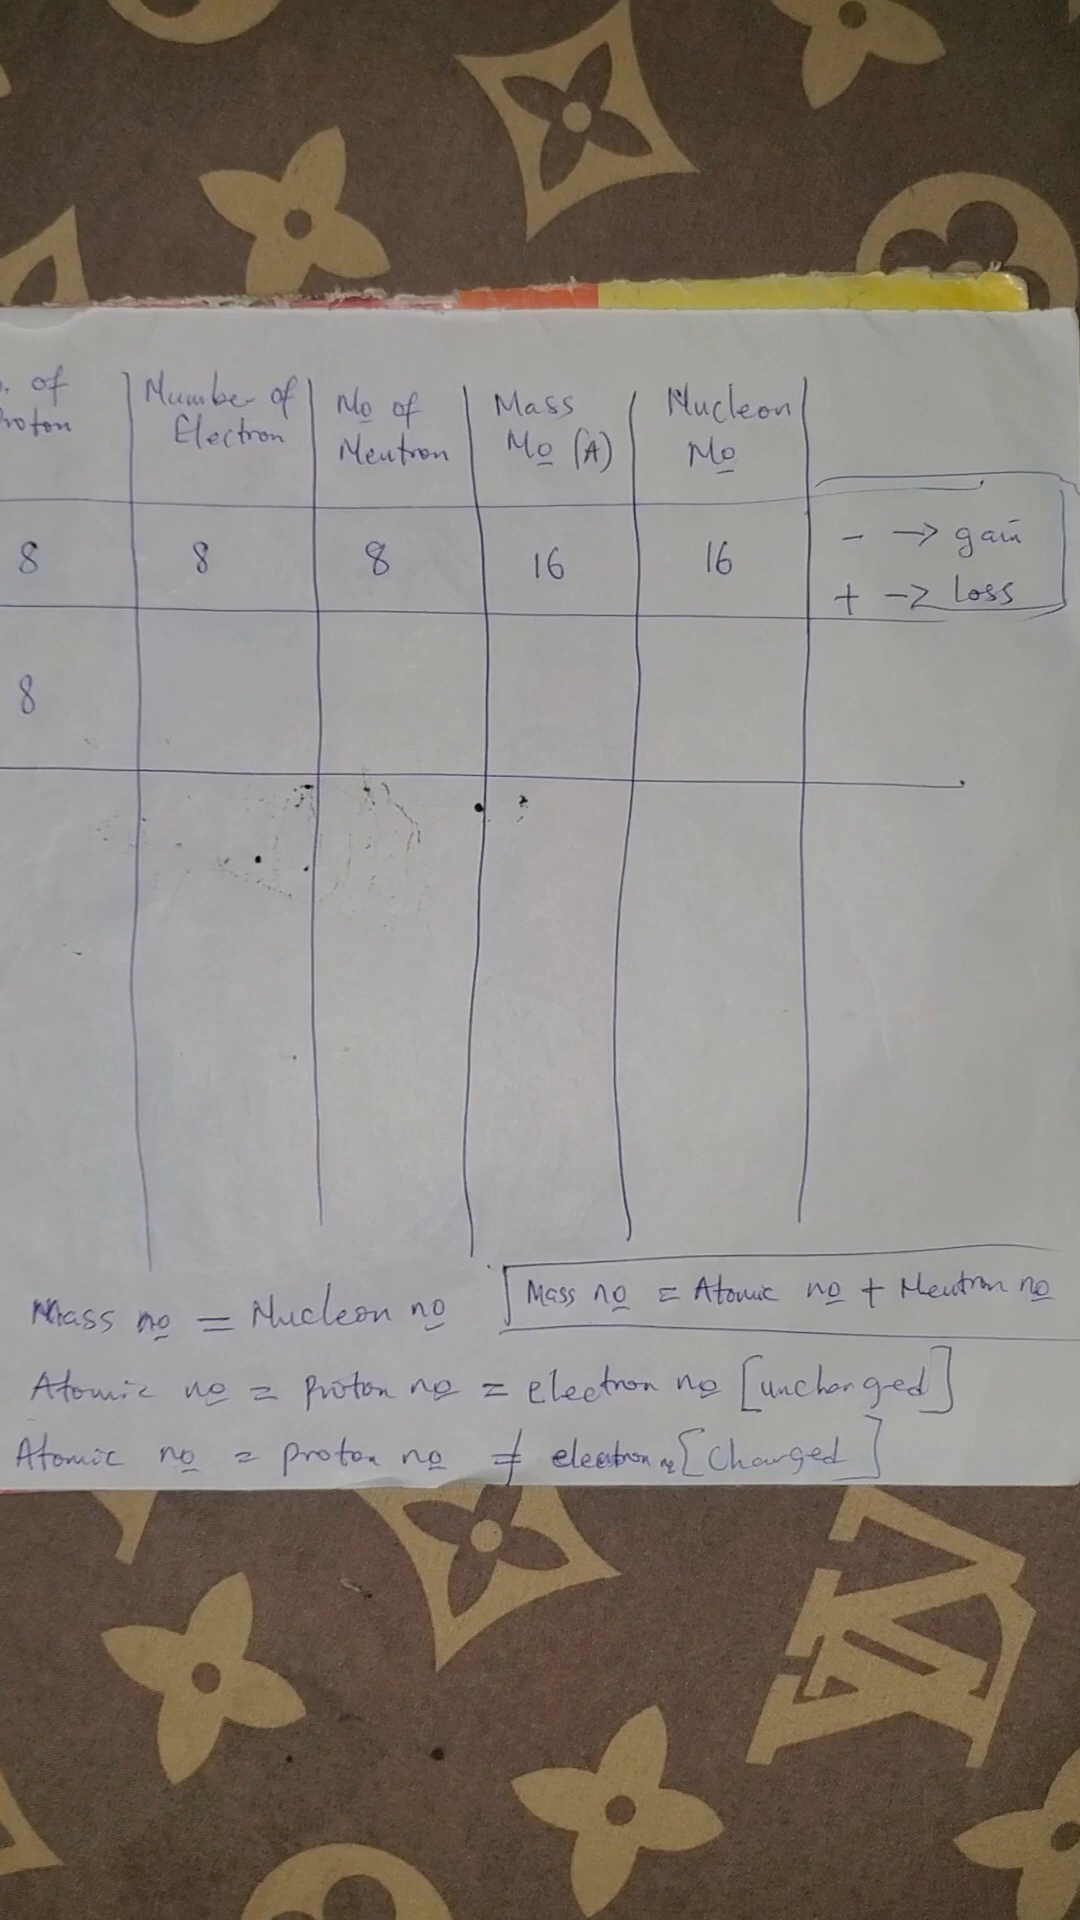 . of Number of No of Mass Nucleon
roton Electron Neutron No (A) No
8 8 8 16 16
- → gain
+ → Loss
8
Mass no = Nucleon no
Mass no = Atomic no + Neutron no
Atomic no = proton no = electron no [uncharged]
Atomic no = proton no ≠ electron no [Charged]